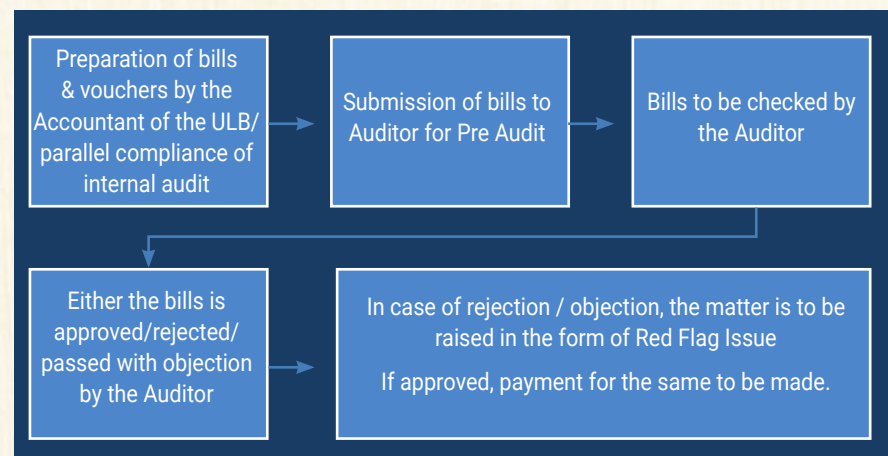 Preparation of bills
& vouchers by the
Accountant of the ULB/
parallel compliance of
internal audit
Submission of bills to
Auditor for Pre Audit
Bills to be checked by
the Auditor
Either the bills is
approved/rejected/
passed with objection
by the Auditor
In case of rejection / objection, the matter is to be
raised in the form of Red Flag Issue
If approved, payment for the same to be made.